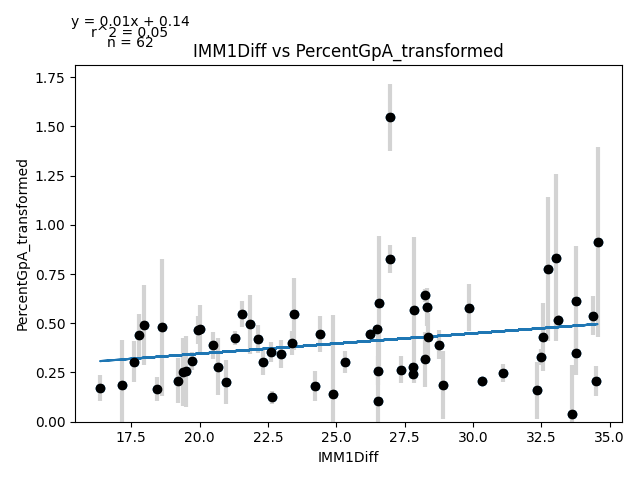 y = 0.01x + 0.14
r^2 = 0.05
n = 62
IMM1Diff vs PercentGpA_transformed
1.75
1.50
1.25
1.00
0.75
0.50
0.25
0.00
PercentGpA_transformed
17.5 20.0 22.5 25.0 27.5 30.0 32.5 35.0
IMM1Diff